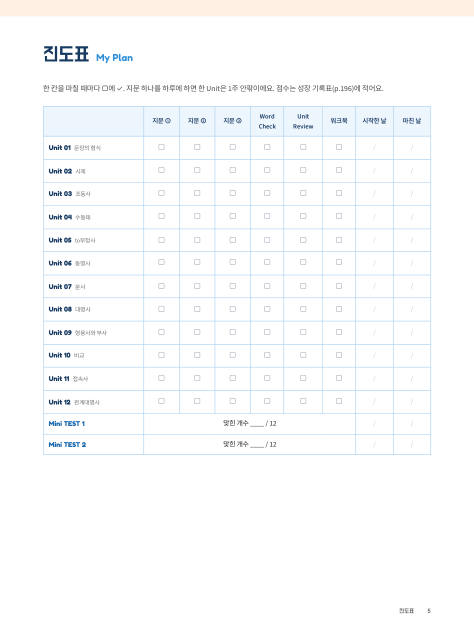 진도표 My Plan
한 칸을 마칠 때마다 ☐에 ✓. 지문 하나를 하루에 하면 한 Unit은 1주 안팎이에요. 점수는 성장 기록표(p.196)에 적어요.
지문 ① 지문 ② 지문 ③ Word Check Unit Review 워크북 시작한 날 마친 날
Unit 01 문장의 형식 ☐ ☐ ☐ ☐ ☐ ☐ / /
Unit 02 시제 ☐ ☐ ☐ ☐ ☐ ☐ / /
Unit 03 조동사 ☐ ☐ ☐ ☐ ☐ ☐ / /
Unit 04 수동태 ☐ ☐ ☐ ☐ ☐ ☐ / /
Unit 05 to부정사 ☐ ☐ ☐ ☐ ☐ ☐ / /
Unit 06 동명사 ☐ ☐ ☐ ☐ ☐ ☐ / /
Unit 07 분사 ☐ ☐ ☐ ☐ ☐ ☐ / /
Unit 08 대명사 ☐ ☐ ☐ ☐ ☐ ☐ / /
Unit 09 형용사와 부사 ☐ ☐ ☐ ☐ ☐ ☐ / /
Unit 10 비교 ☐ ☐ ☐ ☐ ☐ ☐ / /
Unit 11 접속사 ☐ ☐ ☐ ☐ ☐ ☐ / /
Unit 12 관계대명사 ☐ ☐ ☐ ☐ ☐ ☐ / /
Mini TEST 1 맞힌 개수 ____ / 12 / /
Mini TEST 2 맞힌 개수 ____ / 12 / /
진도표 5